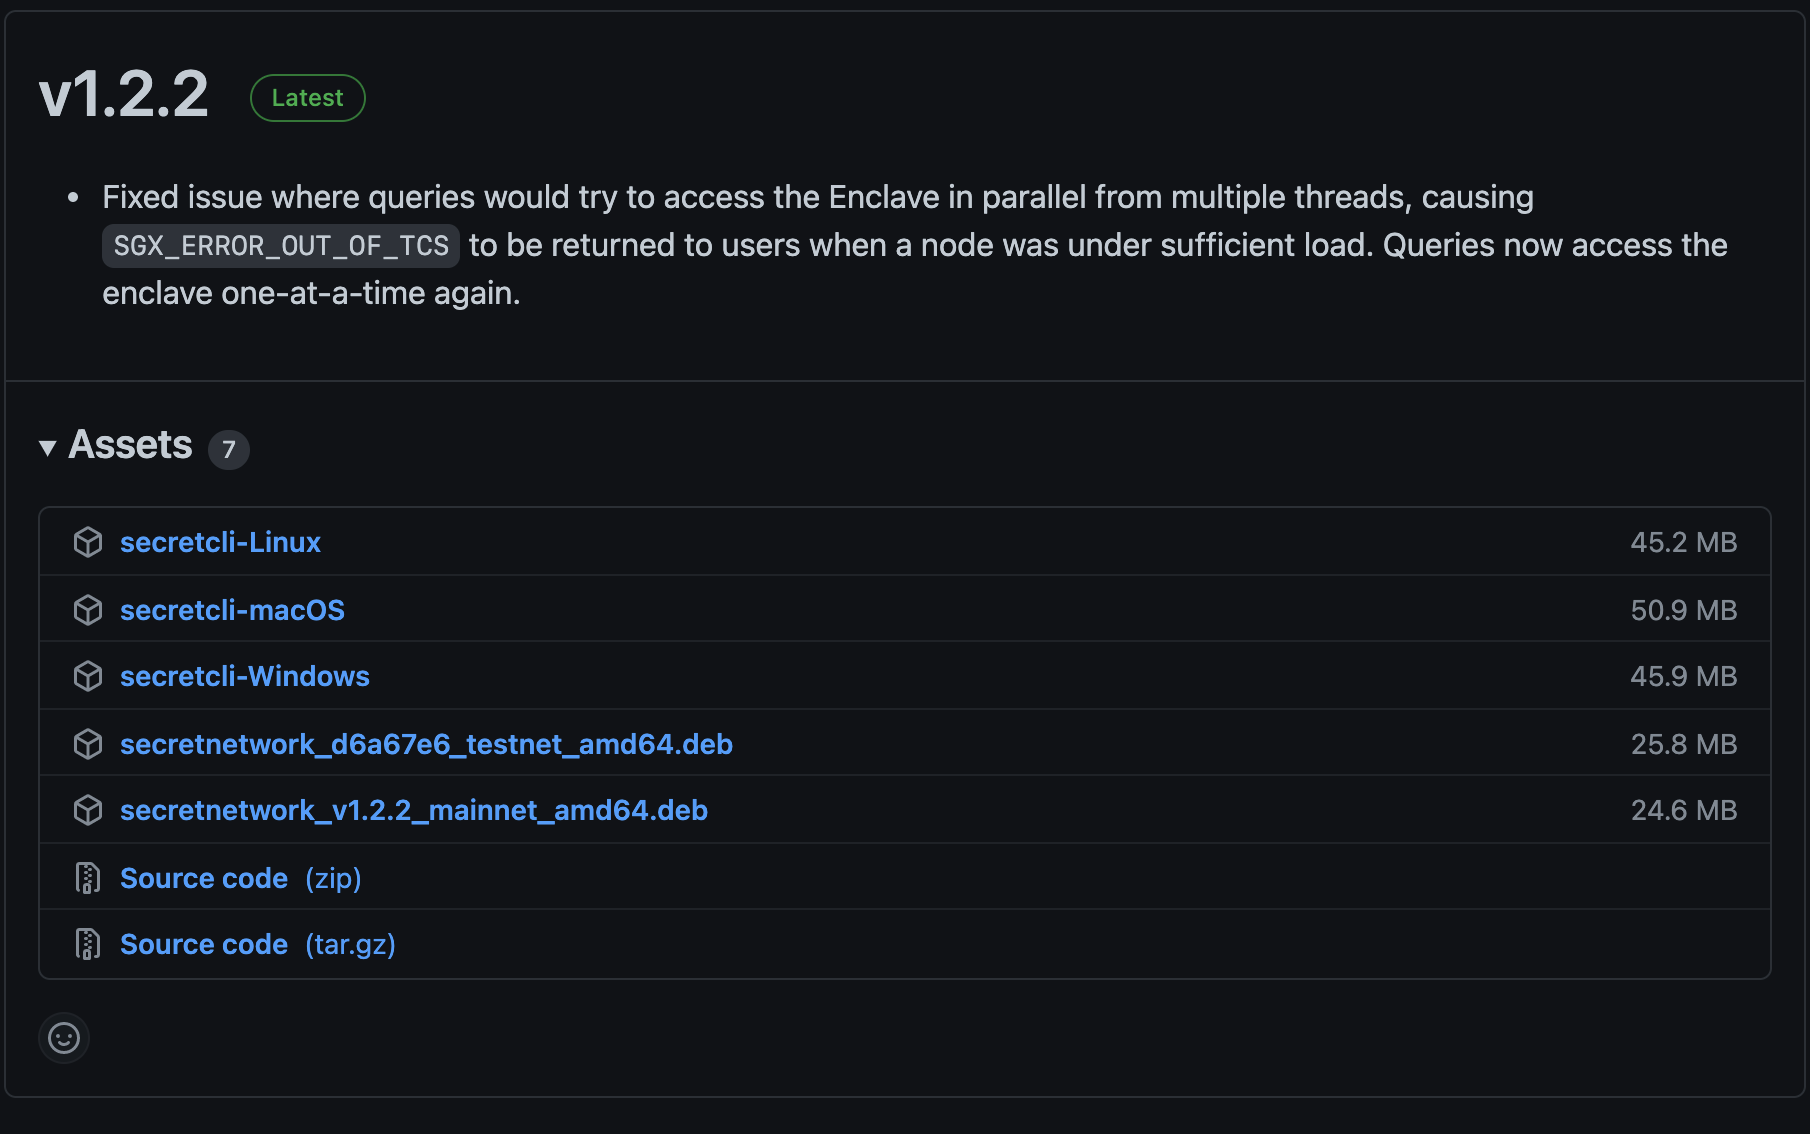 v1.2.2 Latest
• Fixed issue where queries would try to access the Enclave in parallel from multiple threads, causing
SGX_ERROR_OUT_OF_TCS to be returned to users when a node was under sufficient load. Queries now access the
enclave one-at-a-time again.
Assets 7
secretcli-Linux 45.2 MB
secretcli-macOS 50.9 MB
secretcli-Windows 45.9 MB
secretnetwork_d6a67e6_testnet_amd64.deb 25.8 MB
secretnetwork_v1.2.2_mainnet_amd64.deb 24.6 MB
Source code (zip)
Source code (tar.gz)